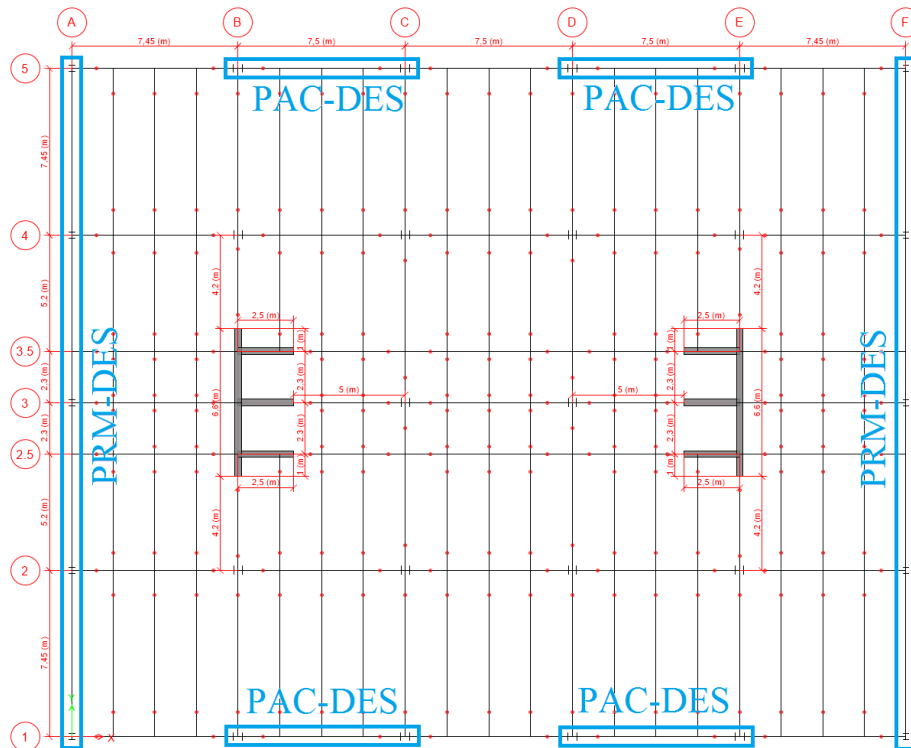 A B C D E F
7,45 (m) 7,5 (m) 7,5 (m) 7,5 (m) 7,45 (m)
5
PAC-DES PAC-DES
7,45 (m)
4
4,2 (m) 4,2 (m)
5,2 (m)
2,5 (m) 2,5 (m)
3.5
1 (m) 1 (m)
PRM-DES PRM-DES
2,3 (m) 2,3 (m) 2,3 (m)
5 (m) 5 (m)
3
6,6 (m) 6,6 (m)
2,3 (m) 2,3 (m) 2,3 (m)
2.5
1 (m) 1 (m)
2,5 (m) 2,5 (m)
5,2 (m)
4,2 (m) 4,2 (m)
2
7,45 (m)
PAC-DES PAC-DES
Y
1 X